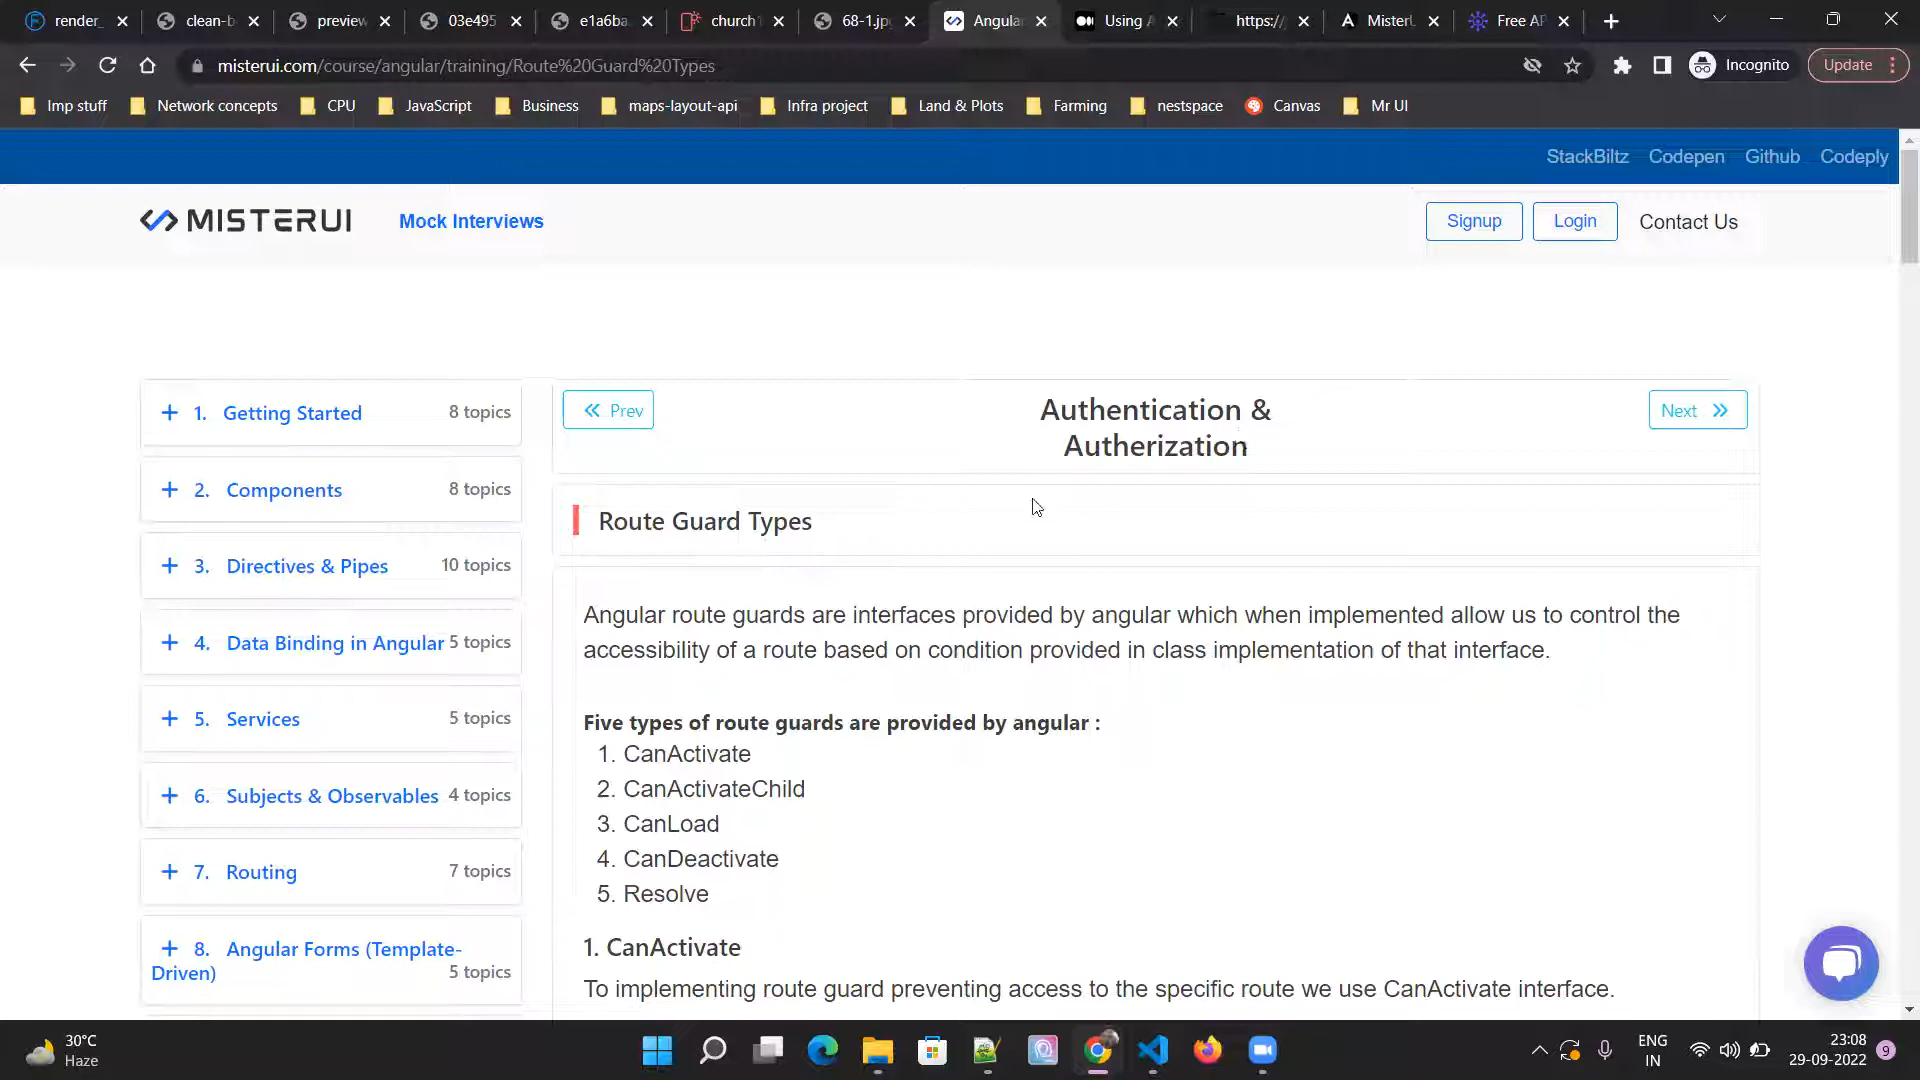 render_
clean-b
preview
03e495
e1a6ba
church1
68-1.jp
Angular
Using A
https://
MisterU
Free AP
misterui.com/course/angular/training/Route%20Guard%20Types
Incognito
Update
Imp stuff
Network concepts
CPU
JavaScript
Business
maps-layout-api
Infra project
Land & Plots
Farming
nestspace
Canvas
Mr UI
StackBiltz Codepen Github Codeply
MISTERUI
Mock Interviews
Signup
Login
Contact Us
1. Getting Started 8 topics
2. Components 8 topics
3. Directives & Pipes 10 topics
4. Data Binding in Angular 5 topics
5. Services 5 topics
6. Subjects & Observables 4 topics
7. Routing 7 topics
8. Angular Forms (Template-
Driven) 5 topics
Prev
Authentication &
Autherization
Next
Route Guard Types
Angular route guards are interfaces provided by angular which when implemented allow us to control the
accessibility of a route based on condition provided in class implementation of that interface.
Five types of route guards are provided by angular :
1. CanActivate
2. CanActivateChild
3. CanLoad
4. CanDeactivate
5. Resolve
1. CanActivate
To implementing route guard preventing access to the specific route we use CanActivate interface.
30°C
Haze
ENG
IN
23:08
29-09-2022
9